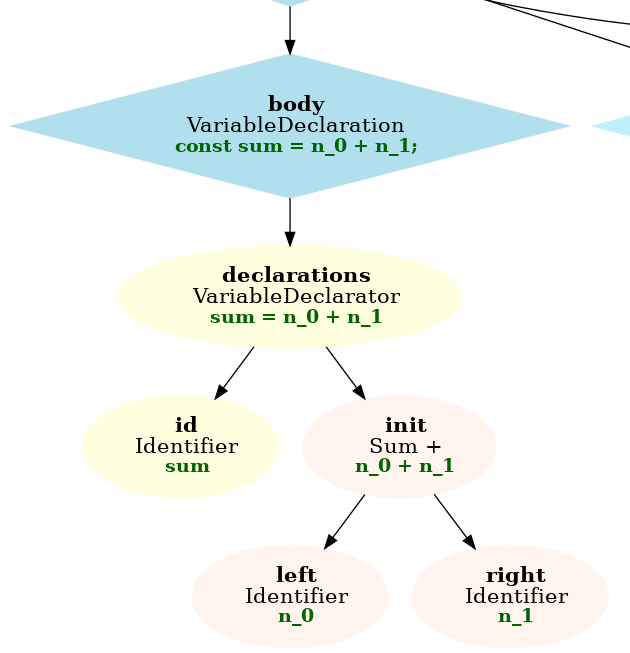 body
VariableDeclaration
const sum = n_0 + n_1;
declarations
VariableDeclarator
sum = n_0 + n_1
id
Identifier
sum
init
Sum +
n_0 + n_1
left
Identifier
n_0
right
Identifier
n_1